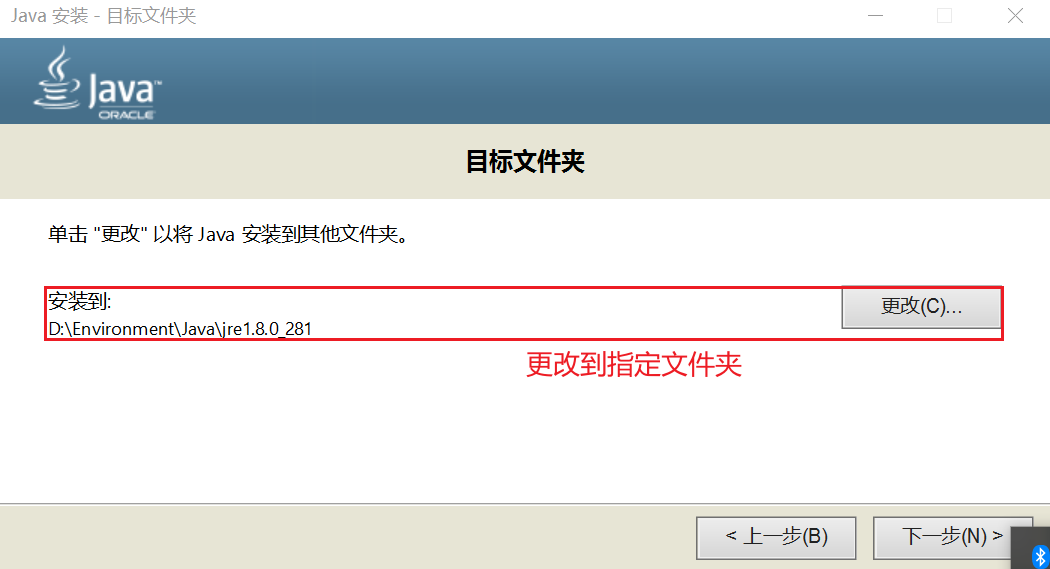 Java 安装 - 目标文件夹
Java™
ORACLE
目标文件夹
单击 "更改" 以将 Java 安装到其他文件夹。
安装到:
更改(C)...
D:\Environment\Java\jre1.8.0_281
更改到指定文件夹
< 上一步(B)
下一步(N) >